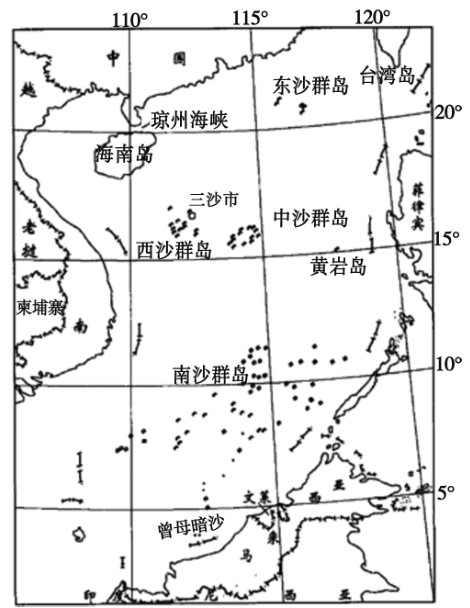 110° 115° 120°
中 国
越
东沙群岛
台湾岛
20°
琼州海峡
海南岛
三沙市
菲律宾
老挝
中沙群岛
西沙群岛
15°
黄岩岛
柬埔寨
南
南沙群岛
10°
文莱
西 亚
5°
曾母暗沙
来
马
印 度 尼 西 亚